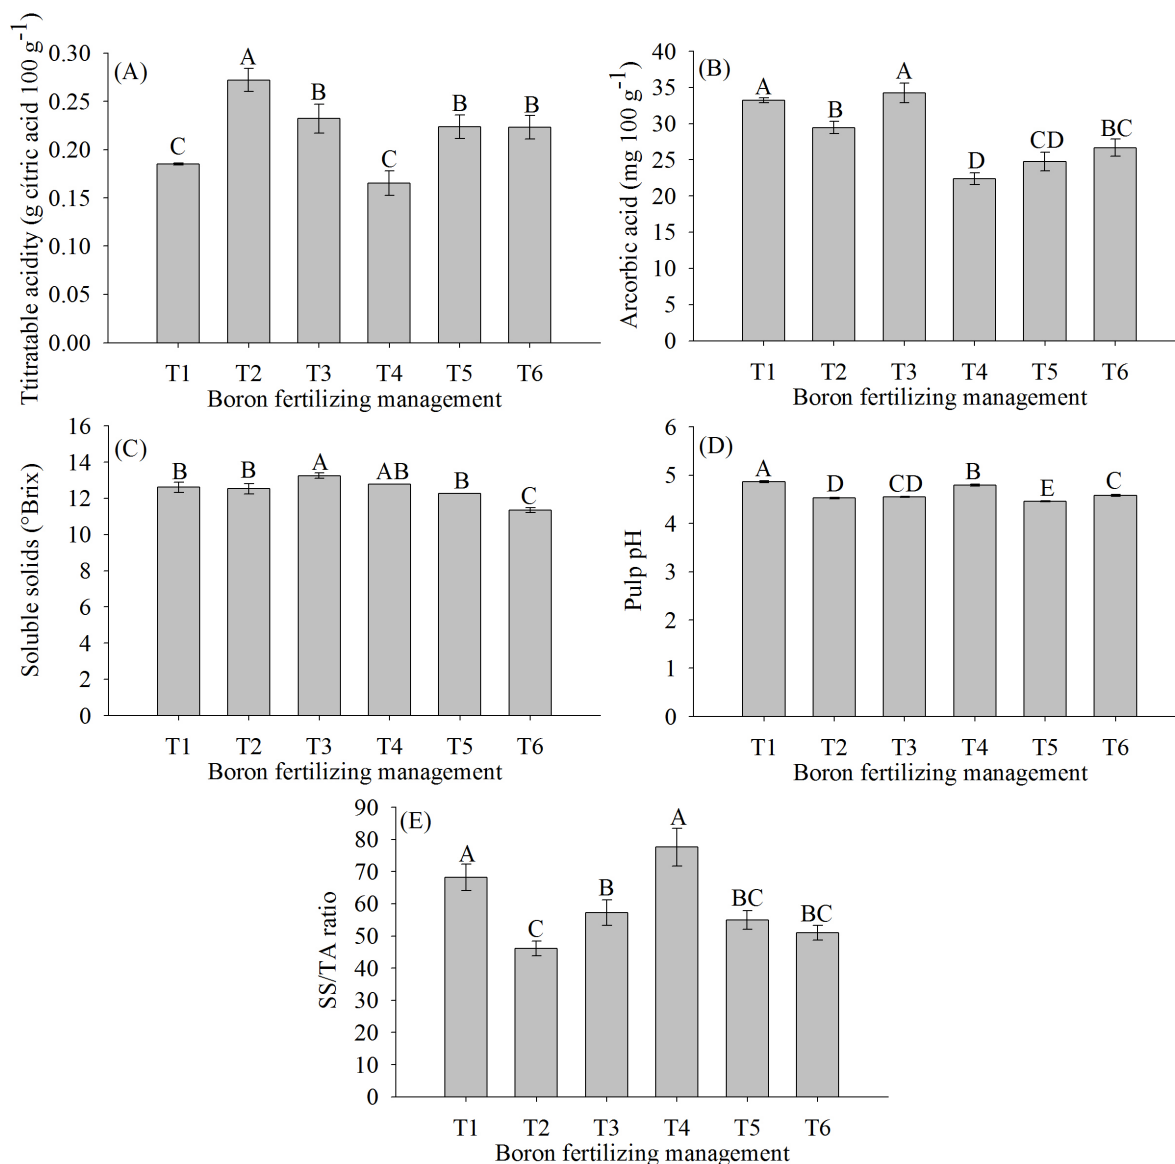 Ttitratable acidity (g cítric acid 100 g-1)
(A)
0.30
0.25
0.20
0.15
0.10
0.05
0.00
C
A
B
C
B
B
T1 T2 T3 T4 T5 T6
Boron fertilizing management
Arcorbic acid (mg 100 g-1)
(B)
40
35
30
25
20
15
10
5
0
A
B
A
D
CD
BC
T1 T2 T3 T4 T5 T6
Boron fertilizing management
Soluble solids (°Brix)
(C)
16
14
12
10
8
6
4
2
0
B
B
A
AB
B
C
T1 T2 T3 T4 T5 T6
Boron fertilizing management
Pulp pH
(D)
6
5
4
3
2
1
0
A
D
CD
B
E
C
T1 T2 T3 T4 T5 T6
Boron fertilizing management
SS/TA ratio
(E)
90
80
70
60
50
40
30
20
10
0
A
C
B
A
BC
BC
T1 T2 T3 T4 T5 T6
Boron fertilizing management